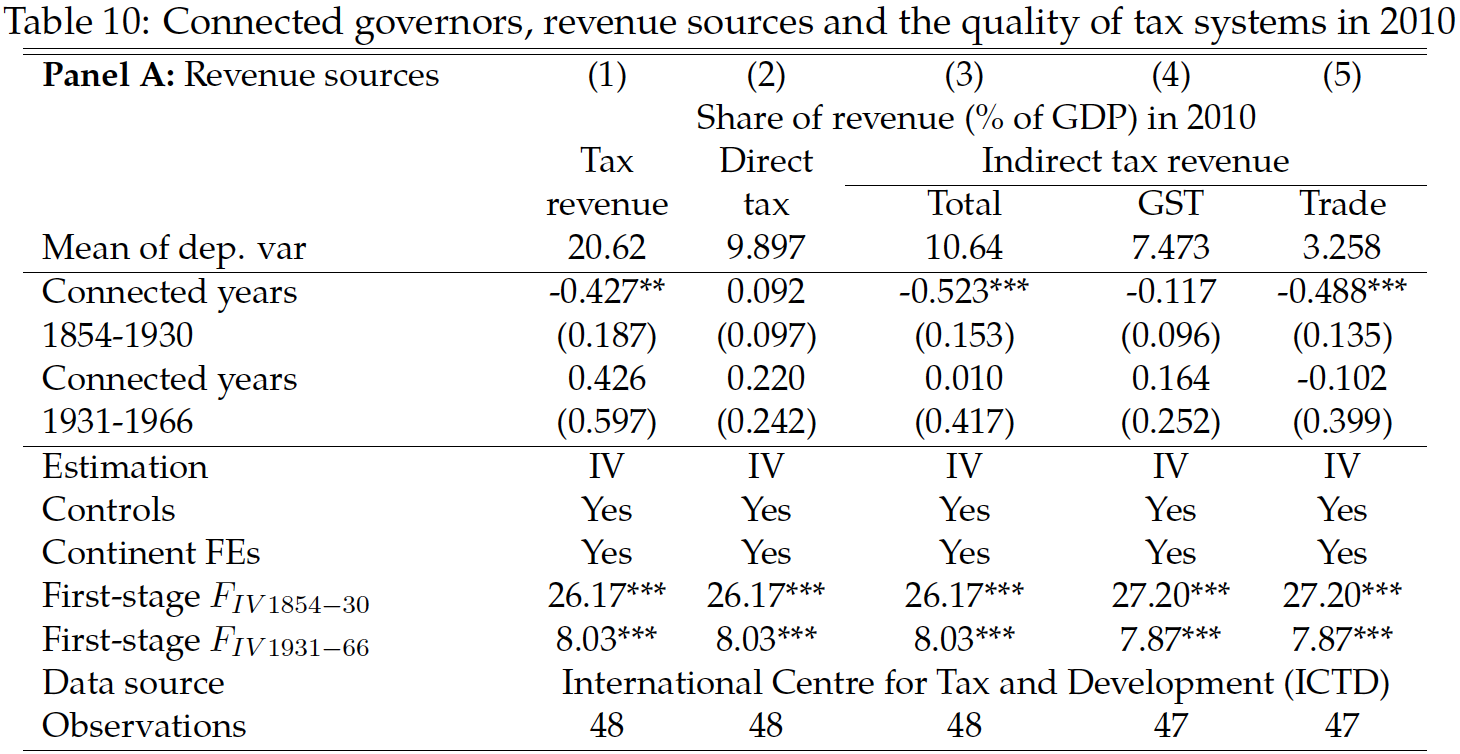 Table 10: Connected governors, revenue sources and the quality of tax systems in 2010
Panel A: Revenue sources (1) (2) (3) (4) (5)
Share of revenue (% of GDP) in 2010
Tax Direct Indirect tax revenue
revenue tax Total GST Trade
Mean of dep. var 20.62 9.897 10.64 7.473 3.258
Connected years -0.427** 0.092 -0.523*** -0.117 -0.488***
1854-1930 (0.187) (0.097) (0.153) (0.096) (0.135)
Connected years 0.426 0.220 0.010 0.164 -0.102
1931-1966 (0.597) (0.242) (0.417) (0.252) (0.399)
Estimation IV IV IV IV IV
Controls Yes Yes Yes Yes Yes
Continent FEs Yes Yes Yes Yes Yes
First-stage F_{IV1854−30} 26.17*** 26.17*** 26.17*** 27.20*** 27.20***
First-stage F_{IV1931−66} 8.03*** 8.03*** 8.03*** 7.87*** 7.87***
Data source International Centre for Tax and Development (ICTD)
Observations 48 48 48 47 47